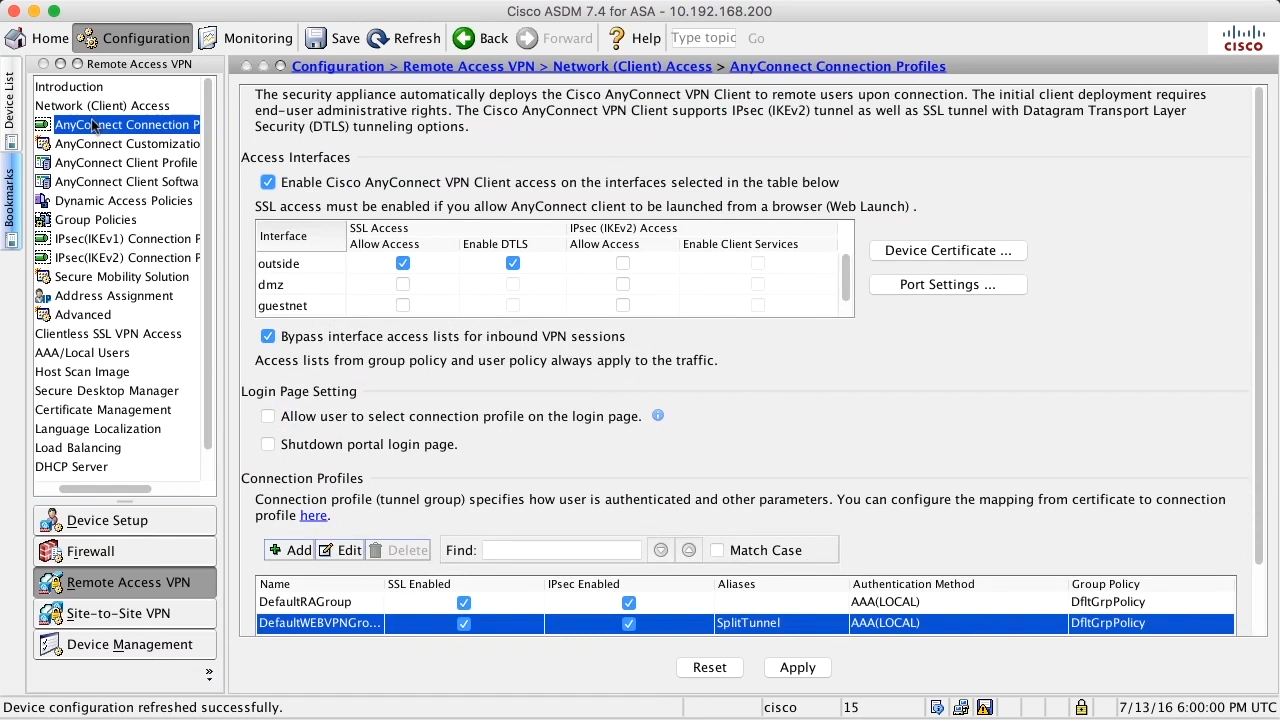 Cisco ASDM 7.4 for ASA - 10.192.168.200
Home Configuration Monitoring Save Refresh Back Forward Help Type topic Go
CISCO
Device List
Bookmarks
Remote Access VPN
Introduction
Network (Client) Access
AnyConnect Connection P
AnyConnect Customizatio
AnyConnect Client Profile
AnyConnect Client Softwa
Dynamic Access Policies
Group Policies
IPsec(IKEv1) Connection P
IPsec(IKEv2) Connection P
Secure Mobility Solution
Address Assignment
Advanced
Clientless SSL VPN Access
AAA/Local Users
Host Scan Image
Secure Desktop Manager
Certificate Management
Language Localization
Load Balancing
DHCP Server
Device Setup
Firewall
Remote Access VPN
Site-to-Site VPN
Device Management
»
Configuration > Remote Access VPN > Network (Client) Access > AnyConnect Connection Profiles
The security appliance automatically deploys the Cisco AnyConnect VPN Client to remote users upon connection. The initial client deployment requires
end-user administrative rights. The Cisco AnyConnect VPN Client supports IPsec (IKEv2) tunnel as well as SSL tunnel with Datagram Transport Layer
Security (DTLS) tunneling options.
Access Interfaces
Enable Cisco AnyConnect VPN Client access on the interfaces selected in the table below
SSL access must be enabled if you allow AnyConnect client to be launched from a browser (Web Launch) .
Interface SSL Access IPsec (IKEv2) Access
Allow Access Enable DTLS Allow Access Enable Client Services
outside
dmz
guestnet
Device Certificate ...
Port Settings ...
Bypass interface access lists for inbound VPN sessions
Access lists from group policy and user policy always apply to the traffic.
Login Page Setting
Allow user to select connection profile on the login page.
Shutdown portal login page.
Connection Profiles
Connection profile (tunnel group) specifies how user is authenticated and other parameters. You can configure the mapping from certificate to connection
profile here.
Add Edit Delete Find: Match Case
Name SSL Enabled IPsec Enabled Aliases Authentication Method Group Policy
DefaultRAGroup AAA(LOCAL) DfltGrpPolicy
DefaultWEBVPNGro... SplitTunnel AAA(LOCAL) DfltGrpPolicy
Reset Apply
Device configuration refreshed successfully. cisco 15 7/13/16 6:00:00 PM UTC